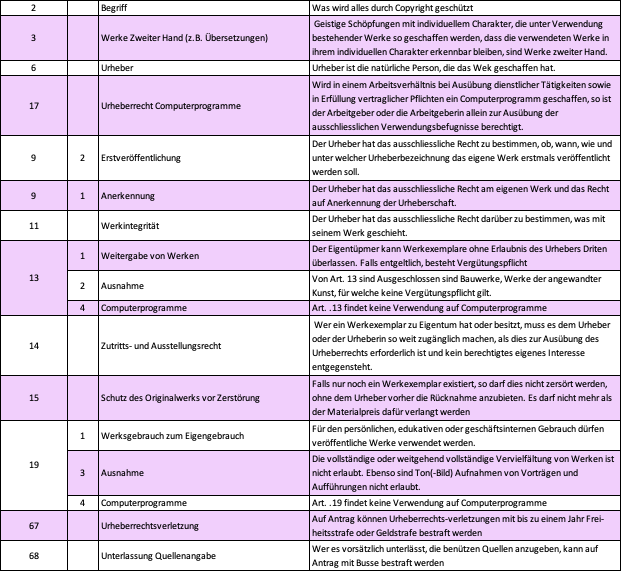 2 Begriff Was wird alles durch Copyright geschützt
3 Werke Zweiter Hand (z.B. Übersetzungen) Geistige Schöpfungen mit individuellem Charakter, die unter Verwendung
bestehender Werke so geschaffen werden, dass die verwendeten Werke in
ihrem individuellen Charakter erkennbar bleiben, sind Werke zweiter Hand.
6 Urheber Urheber ist die natürliche Person, die das Wek geschaffen hat.
17 Urheberrecht Computerprogramme Wird in einem Arbeitsverhältnis bei Ausübung dienstlicher Tätigkeiten sowie
in Erfüllung vertraglicher Pflichten ein Computerprogramm geschaffen, so ist
der Arbeitgeber oder die Arbeitgeberin allein zur Ausübung der
ausschliesslichen Verwendungsbefugnisse berechtigt.
9 2 Erstveröffentlichung Der Urheber hat das ausschliessliche Recht zu bestimmen, ob, wann, wie und
unter welcher Urheberbezeichnung das eigene Werk erstmals veröffentlicht
werden soll.
9 1 Anerkennung Der Urheber hat das ausschliessliche Recht am eigenen Werk und das Recht
auf Anerkennung der Urheberschaft.
11 Werkintegrität Der Urheber hat das ausschliessliche Recht darüber zu bestimmen, was mit
seinem Werk geschieht.
13 1 Weitergabe von Werken Der Eigentüpmer kann Werkexemplare ohne Erlaubnis des Urhebers Driten
überlassen. Falls entgeltlich, besteht Vergütungspflicht
2 Ausnahme Von Art. 13 sind Ausgeschlossen sind Bauwerke, Werke der angewandter
Kunst, für welche keine Vergütungspflicht gilt.
4 Computerprogramme Art. .13 findet keine Verwendung auf Computerprogramme
14 Zutritts- und Ausstellungsrecht Wer ein Werkexemplar zu Eigentum hat oder besitzt, muss es dem Urheber
oder der Urheberin so weit zugänglich machen, als dies zur Ausübung des
Urheberrechts erforderlich ist und kein berechtigtes eigenes Interesse
entgegensteht.
15 Schutz des Originalwerks vor Zerstörung Falls nur noch ein Werkexemplar existiert, so darf dies nicht zersört werden,
ohne dem Urheber vorher die Rücknahme anzubieten. Es darf nicht mehr als
der Materialpreis dafür verlangt werden
19 1 Werksgebrauch zum Eigengebrauch Für den persönlichen, edukativen oder geschäftsinternen Gebrauch dürfen
veröffentliche Werke verwendet werden.
3 Ausnahme Die vollständige oder weitgehend vollständige Vervielfältung von Werken ist
nicht erlaubt. Ebenso sind Ton(-Bild) Aufnahmen von Vorträgen und
Aufführungen nicht erlaubt.
4 Computerprogramme Art. .19 findet keine Verwendung auf Computerprogramme
67 Urheberrechtsverletzung Auf Antrag können Urheberrechts-verletzungen mit bis zu einem Jahr Frei-
heitsstrafe oder Geldstrafe bestraft werden
68 Unterlassung Quellenangabe Wer es vorsätzlich unterlässt, die benützen Quellen anzugeben, kann auf
Antrag mit Busse bestraft werden